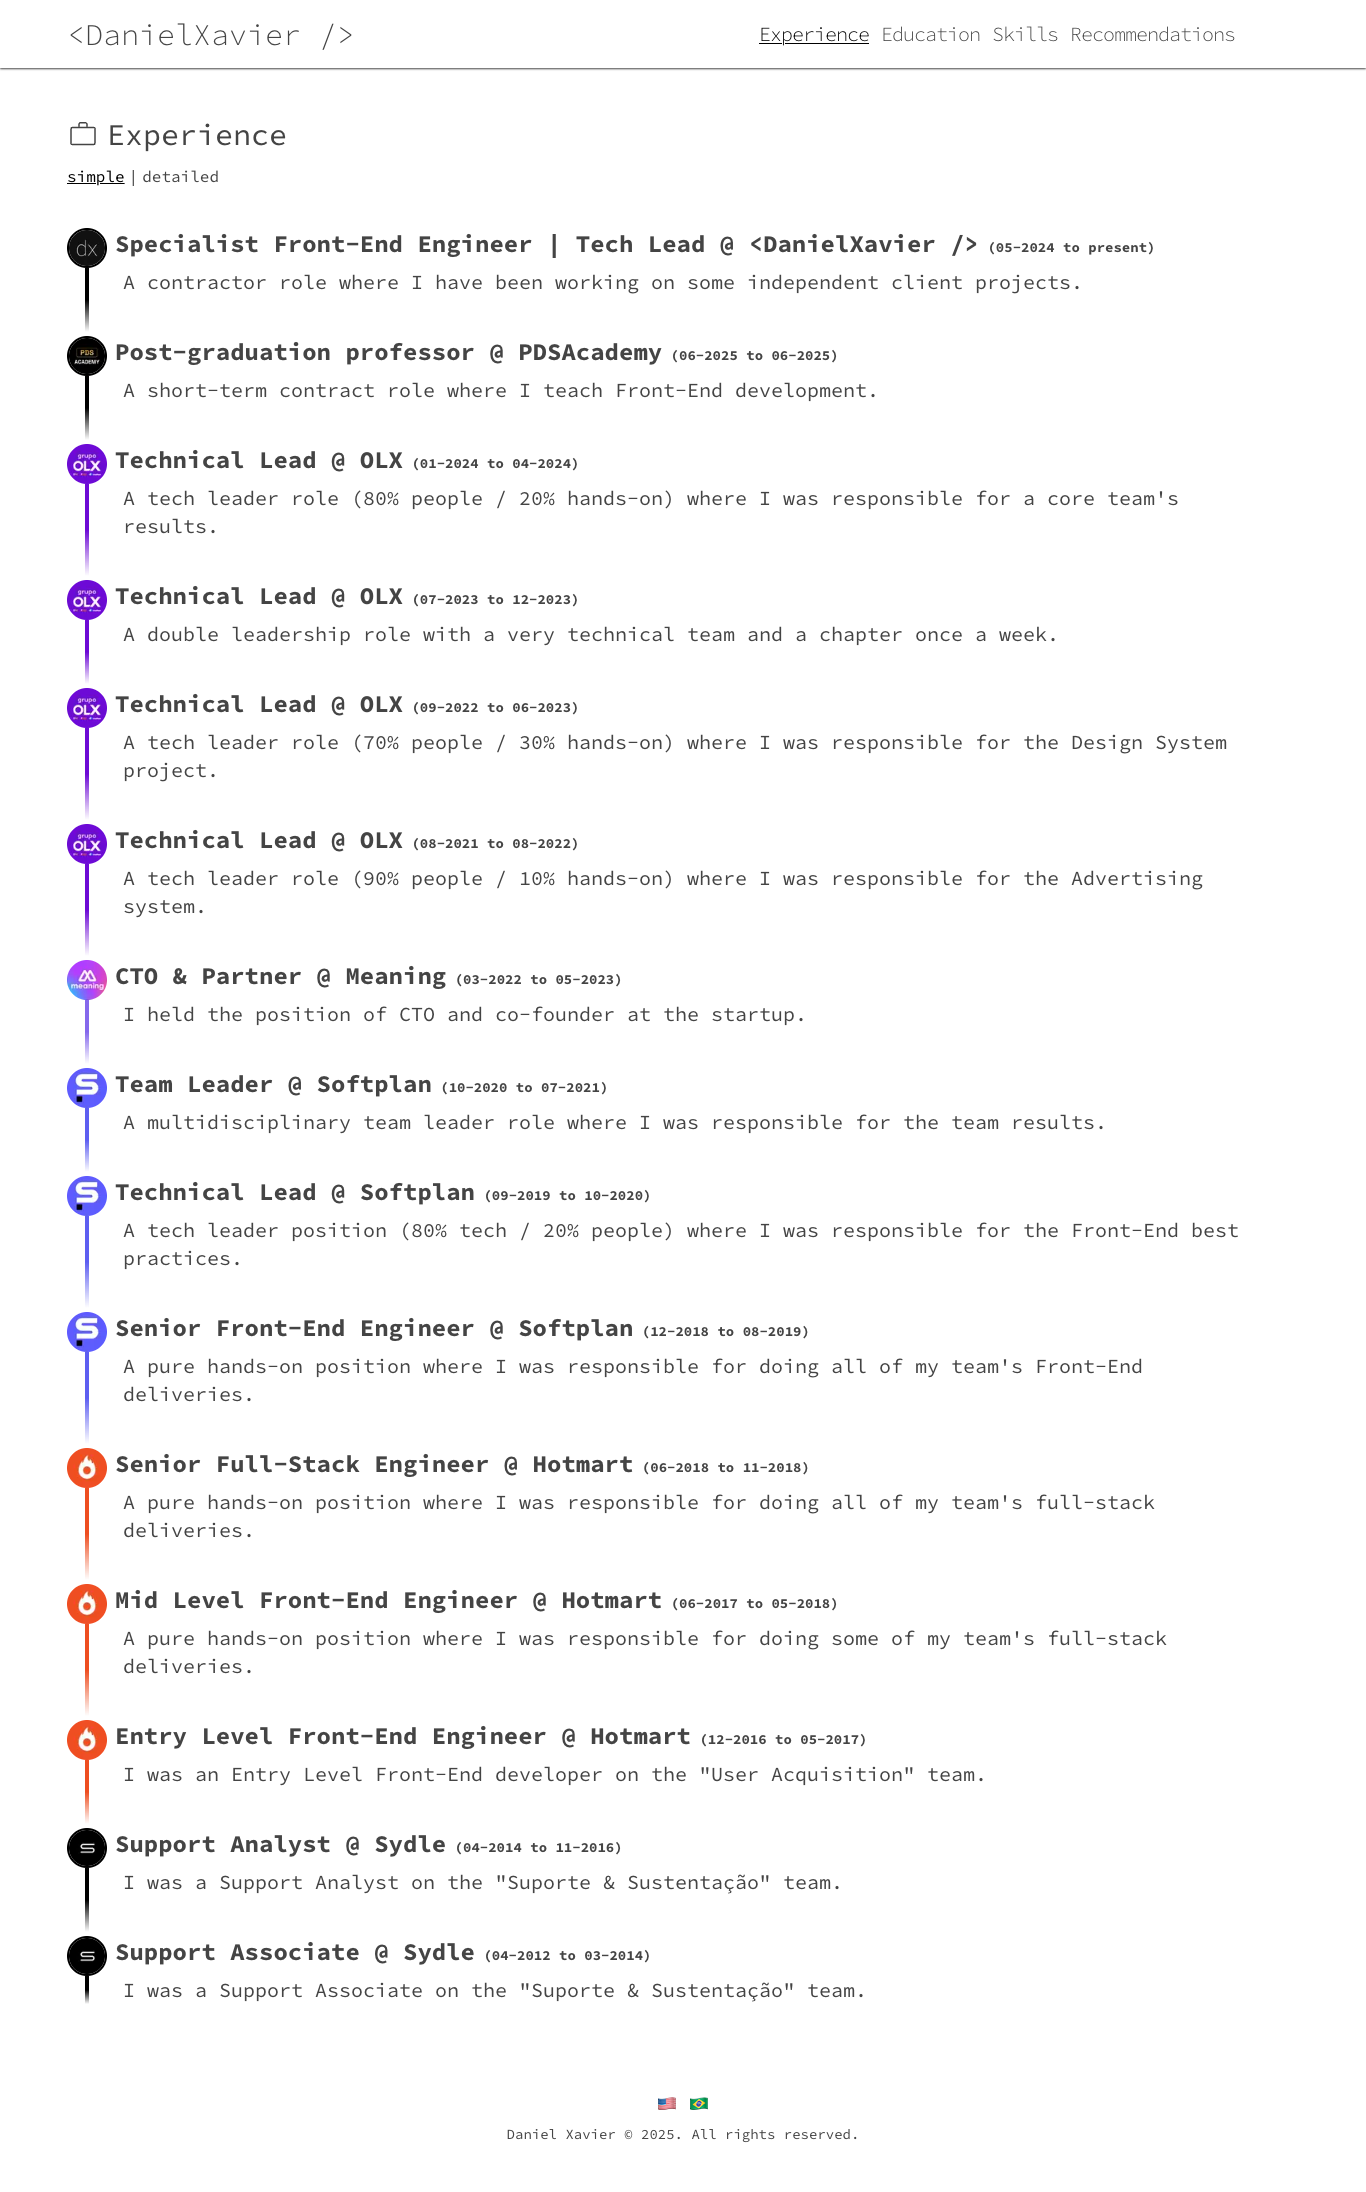 <DanielXavier />
Experience Education Skills Recommendations
Experience
simple | detailed
dx
Specialist Front-End Engineer | Tech Lead @ <DanielXavier /> (05-2024 to present)
A contractor role where I have been working on some independent client projects.
PDS
ACADEMY
Post-graduation professor @ PDSAcademy (06-2025 to 06-2025)
A short-term contract role where I teach Front-End development.
grupo
OLX
Technical Lead @ OLX (01-2024 to 04-2024)
A tech leader role (80% people / 20% hands-on) where I was responsible for a core team's
results.
grupo
OLX
Technical Lead @ OLX (07-2023 to 12-2023)
A double leadership role with a very technical team and a chapter once a week.
grupo
OLX
Technical Lead @ OLX (09-2022 to 06-2023)
A tech leader role (70% people / 30% hands-on) where I was responsible for the Design System
project.
grupo
OLX
Technical Lead @ OLX (08-2021 to 08-2022)
A tech leader role (90% people / 10% hands-on) where I was responsible for the Advertising
system.
meaning
CTO & Partner @ Meaning (03-2022 to 05-2023)
I held the position of CTO and co-founder at the startup.
Team Leader @ Softplan (10-2020 to 07-2021)
A multidisciplinary team leader role where I was responsible for the team results.
Technical Lead @ Softplan (09-2019 to 10-2020)
A tech leader position (80% tech / 20% people) where I was responsible for the Front-End best
practices.
Senior Front-End Engineer @ Softplan (12-2018 to 08-2019)
A pure hands-on position where I was responsible for doing all of my team's Front-End
deliveries.
Senior Full-Stack Engineer @ Hotmart (06-2018 to 11-2018)
A pure hands-on position where I was responsible for doing all of my team's full-stack
deliveries.
Mid Level Front-End Engineer @ Hotmart (06-2017 to 05-2018)
A pure hands-on position where I was responsible for doing some of my team's full-stack
deliveries.
Entry Level Front-End Engineer @ Hotmart (12-2016 to 05-2017)
I was an Entry Level Front-End developer on the "User Acquisition" team.
Support Analyst @ Sydle (04-2014 to 11-2016)
I was a Support Analyst on the "Suporte & Sustentação" team.
Support Associate @ Sydle (04-2012 to 03-2014)
I was a Support Associate on the "Suporte & Sustentação" team.
Daniel Xavier © 2025. All rights reserved.